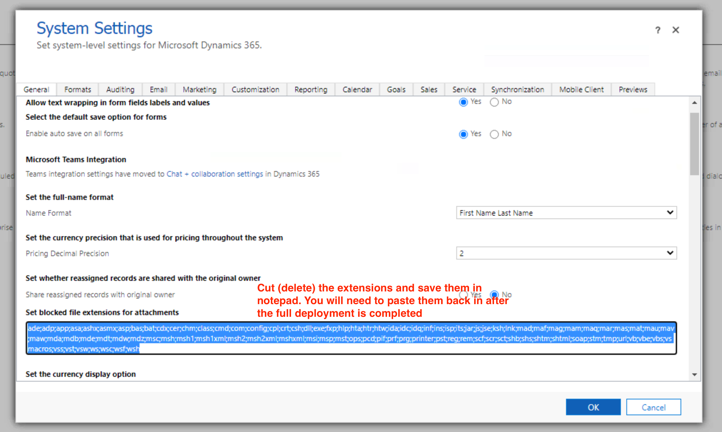 System Settings
? ×
Set system-level settings for Microsoft Dynamics 365.
General Formats Auditing Email Marketing Customization Reporting Calendar Goals Sales Service Synchronization Mobile Client Previews
Allow text wrapping in form fields labels and values
Yes No
Select the default save option for forms
Enable auto save on all forms
Yes No
Microsoft Teams Integration
Teams integration settings have moved to Chat + collaboration settings in Dynamics 365
Set the full-name format
Name Format
First Name Last Name
Set the currency precision that is used for pricing throughout the system
Pricing Decimal Precision
2
Set whether reassigned records are shared with the original owner
Share reassigned records with original owner
Yes No
Cut (delete) the extensions and save them in
notepad. You will need to paste them back in after
the full deployment is completed
Set blocked file extensions for attachments
ade;adp;app;asa;ashx;asmx;asp;bas;bat;cdx;cer;chm;class;cmd;com;config;cpl;crt;csh;dll;exe;fxp;hlp;hta;htr;htw;ida;idc;idq;inf;ins;isp;its;jar;js;jse;ksh;lnk;mad;maf;mag;mam;maq;mar;mas;mat;mau;mav
;maw;mda;mdb;mde;mdt;mdw;mdz;msc;msh;msh1;msh1xml;msh2;msh2xml;mshxml;msi;msp;mst;ops;pcd;pif;prf;prg;printer;pst;reg;rem;scf;scr;sct;shb;shs;shtm;shtml;soap;stm;tmp;url;vb;vbe;vbs;vs
macros;vss;vst;vsw;ws;wsc;wsf;wsh
Set the currency display option
OK Cancel